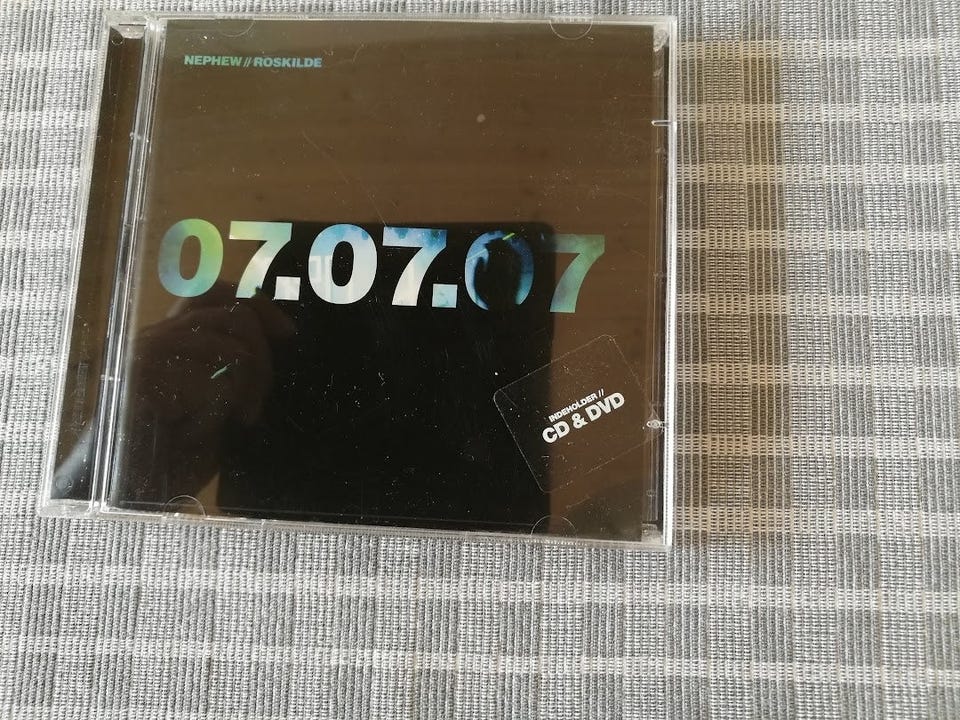 NEPHEW // ROSKILDE
07.07.07
INDEHOLDER //
CD & DVD